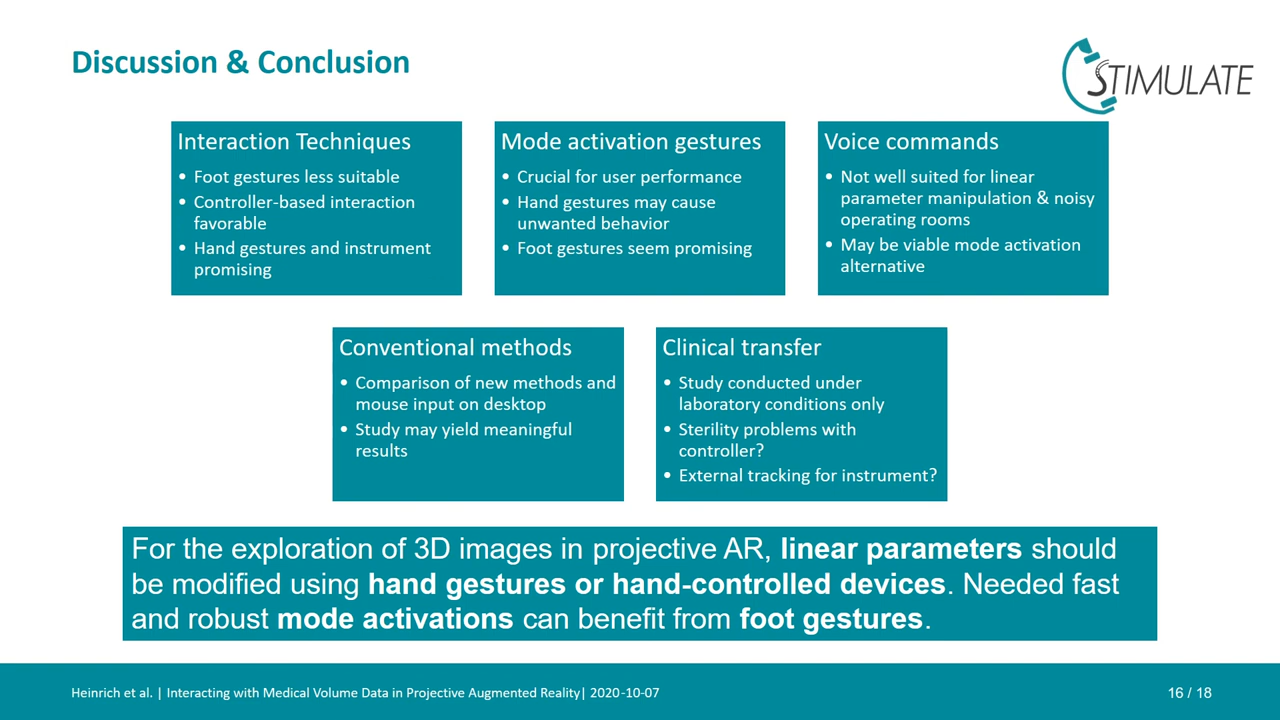 Discussion & Conclusion
STIMULATE
Interaction Techniques
• Foot gestures less suitable
• Controller-based interaction
favorable
• Hand gestures and instrument
promising
Mode activation gestures
• Crucial for user performance
• Hand gestures may cause
unwanted behavior
• Foot gestures seem promising
Voice commands
• Not well suited for linear
parameter manipulation & noisy
operating rooms
• May be viable mode activation
alternative
Conventional methods
• Comparison of new methods and
mouse input on desktop
• Study may yield meaningful
results
Clinical transfer
• Study conducted under
laboratory conditions only
• Sterility problems with
controller?
• External tracking for instrument?
For the exploration of 3D images in projective AR, linear parameters should
be modified using hand gestures or hand-controlled devices. Needed fast
and robust mode activations can benefit from foot gestures.
Heinrich et al. | Interacting with Medical Volume Data in Projective Augmented Reality| 2020-10-07
16 / 18